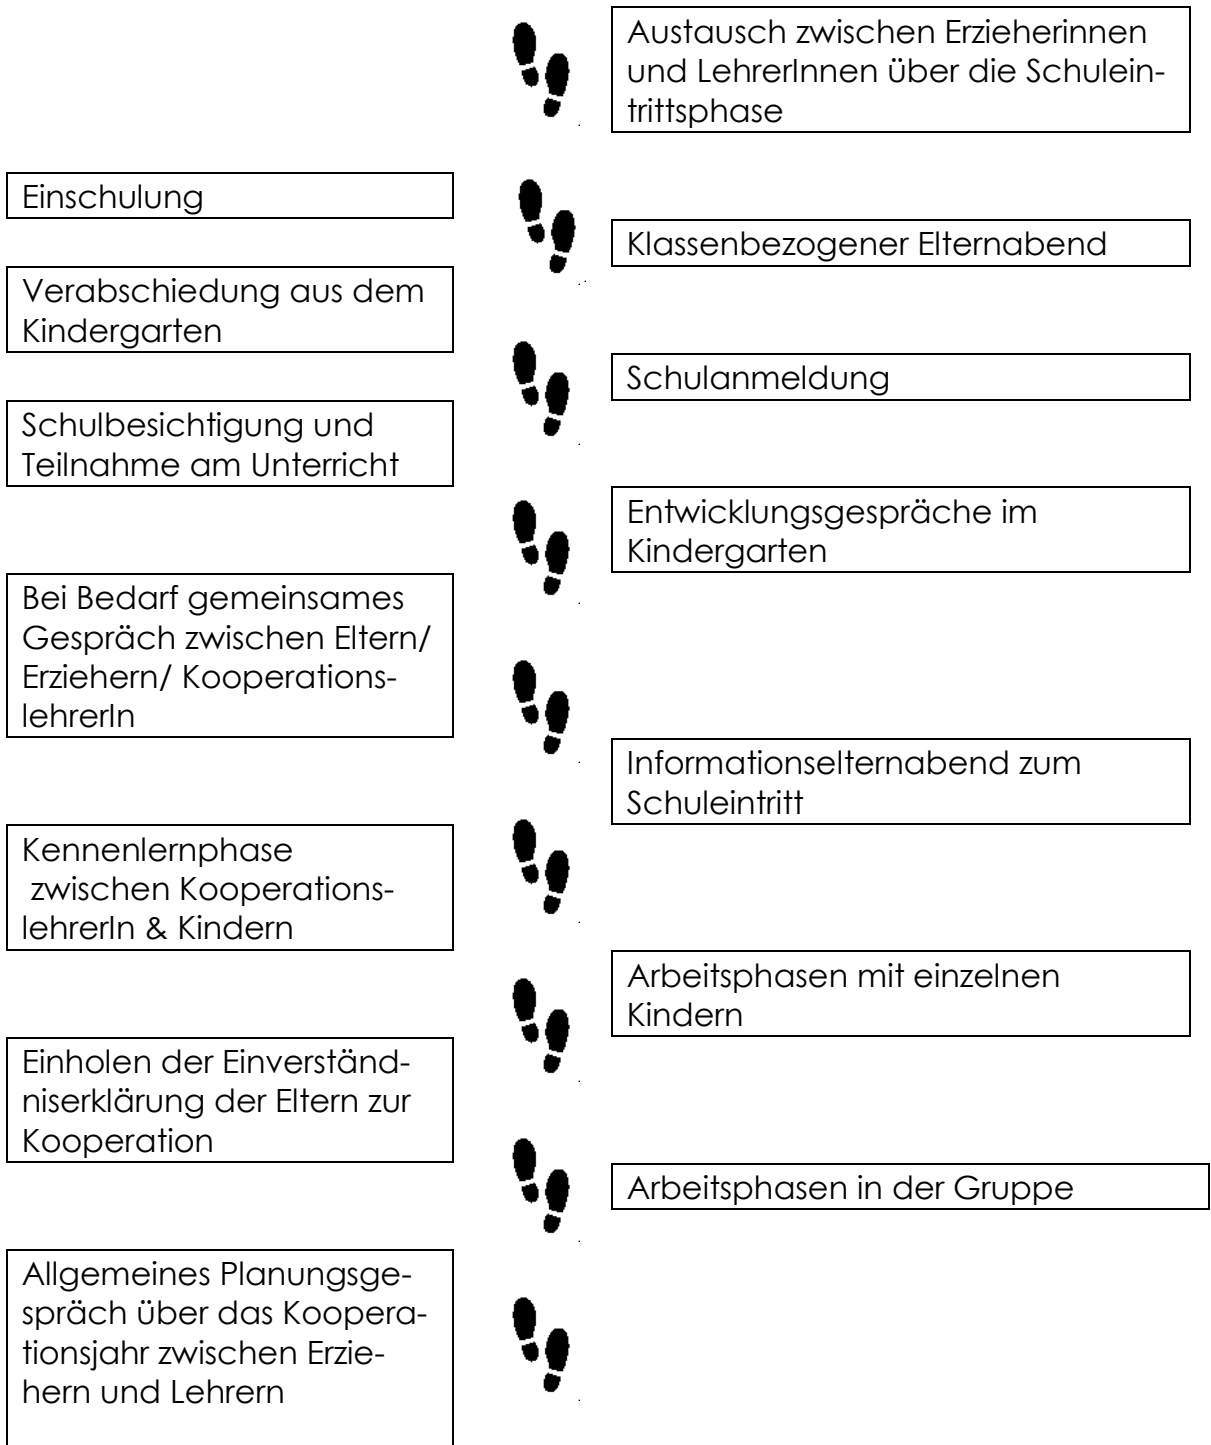 Austausch zwischen Erzieherinnen
und LehrerInnen über die Schulein-
trittsphase
Einschulung
Klassenbezogener Elternabend
Verabschiedung aus dem
Kindergarten
Schulanmeldung
Schulbesichtigung und
Teilnahme am Unterricht
Entwicklungsgespräche im
Kindergarten
Bei Bedarf gemeinsames
Gespräch zwischen Eltern/
Erziehern/ Kooperations-
lehrerIn
Informationselternabend zum
Schuleintritt
Kennenlernphase
zwischen Kooperations-
lehrerIn & Kindern
Arbeitsphasen mit einzelnen
Kindern
Einholen der Einverständ-
niserklärung der Eltern zur
Kooperation
Arbeitsphasen in der Gruppe
Allgemeines Planungsge-
spräch über das Koopera-
tionsjahr zwischen Erzie-
hern und Lehrern